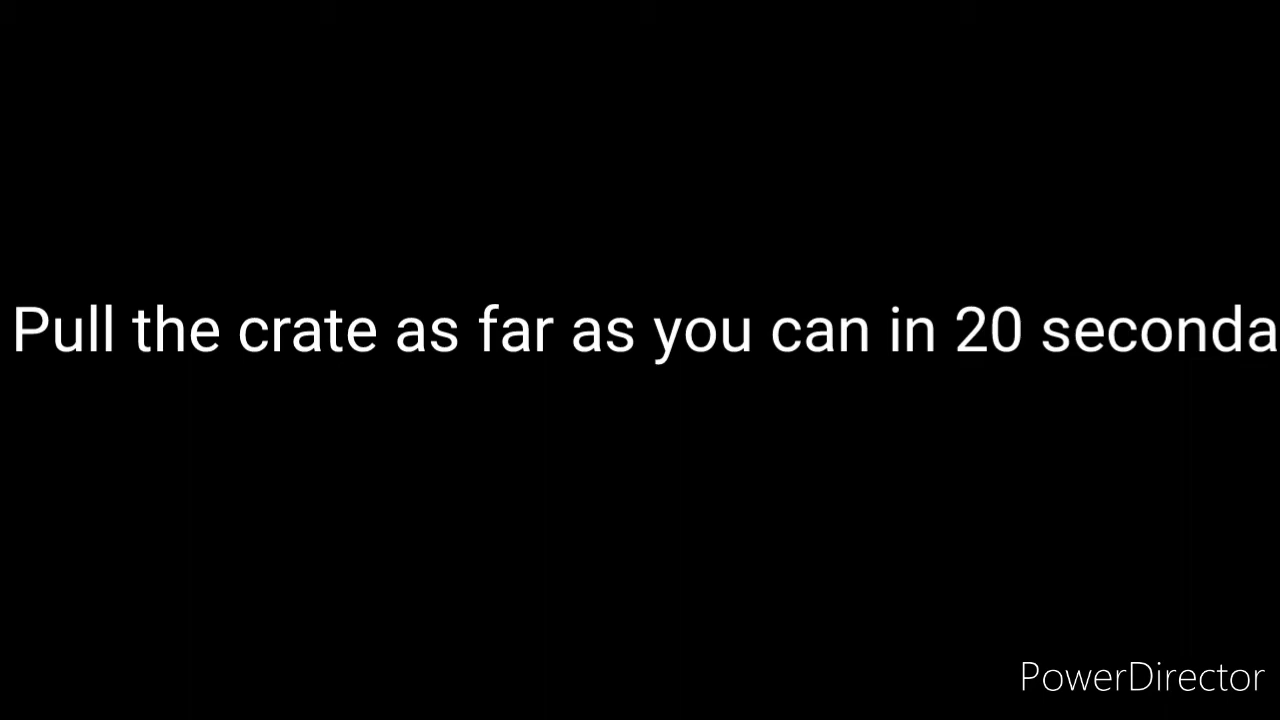 Pull the crate as far as you can in 20 seconda
PowerDirector